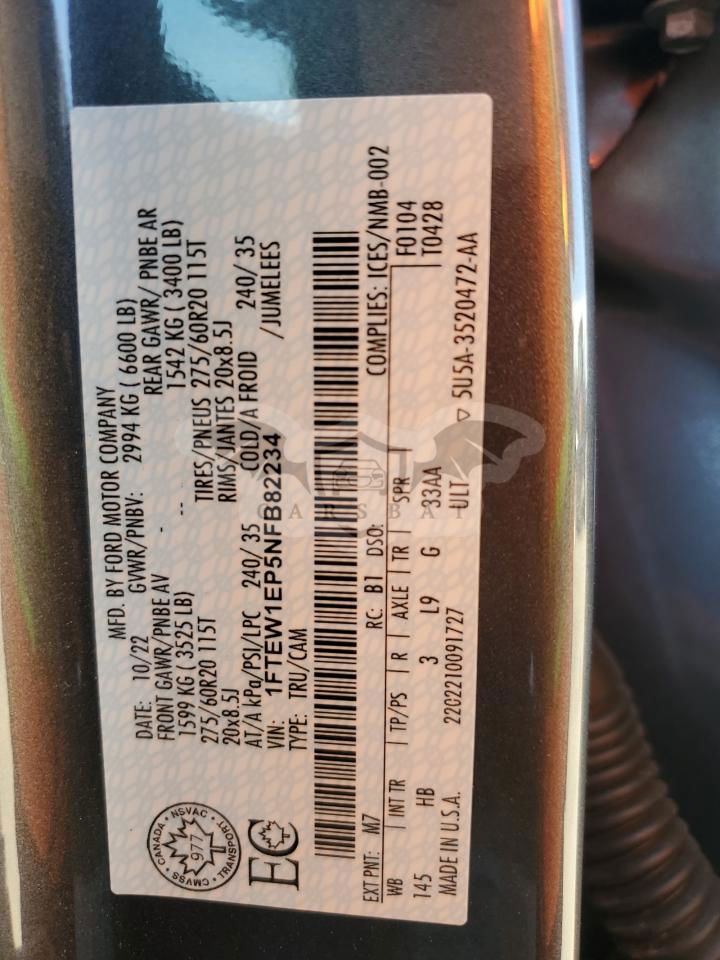 MFD. BY FORD MOTOR COMPANY
DATE: 10/22 GVWR/PNBV: 2994 KG ( 6600 LB)
FRONT GAWR/PNBE AV - -- REAR GAWR/ PNBE AR
1599 KG ( 3525 LB) 1542 KG ( 3400 LB)
275/60R20 115T TIRES/PNEUS 275/60R20 115T
20x8.5J RIMS/JANTES 20x8.5J
AT/A kPa/PSI/LPC 240/ 35 COLD/A FROID 240/ 35
VIN: 1FTEW1EP5NFB82234 /JUMELEES
TYPE: TRU/CAM
EXT PNT: M7 RC: B1 DSO: COMPLIES: ICES/NMB-002
WB INT TR TP/PS R AXLE TR SPR F0104
145 HB 3 L9 G 33AA T0428
MADE IN U.S.A. 2202210091727 ULT ▽ 5U5A-3520472-AA
CMVSS CANADA NSVAC TRANSPORT
977
EC
CARSBAT